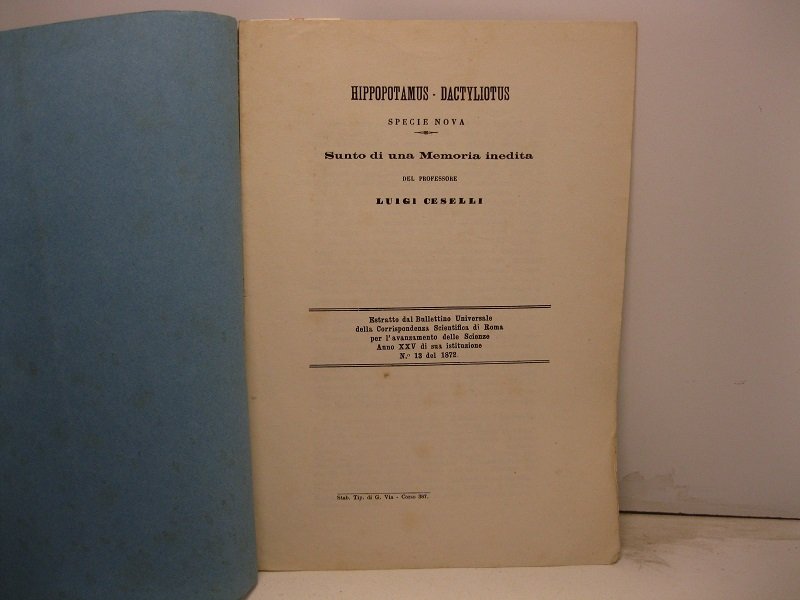 HIPPOPOTAMUS - DACTYLIOTUS
SPECIE NOVA
Sunto di una Memoria inedita
DEL PROFESSORE
LUIGI CESELLI
Estratto dal Bullettino Universale
della Corrispondenza Scientifica di Roma
per l'avanzamento delle Scienze
Anno XXV di sua istituzione
N.º 13 del 1872.
Stab. Tip. di G. Via - Corso 387.